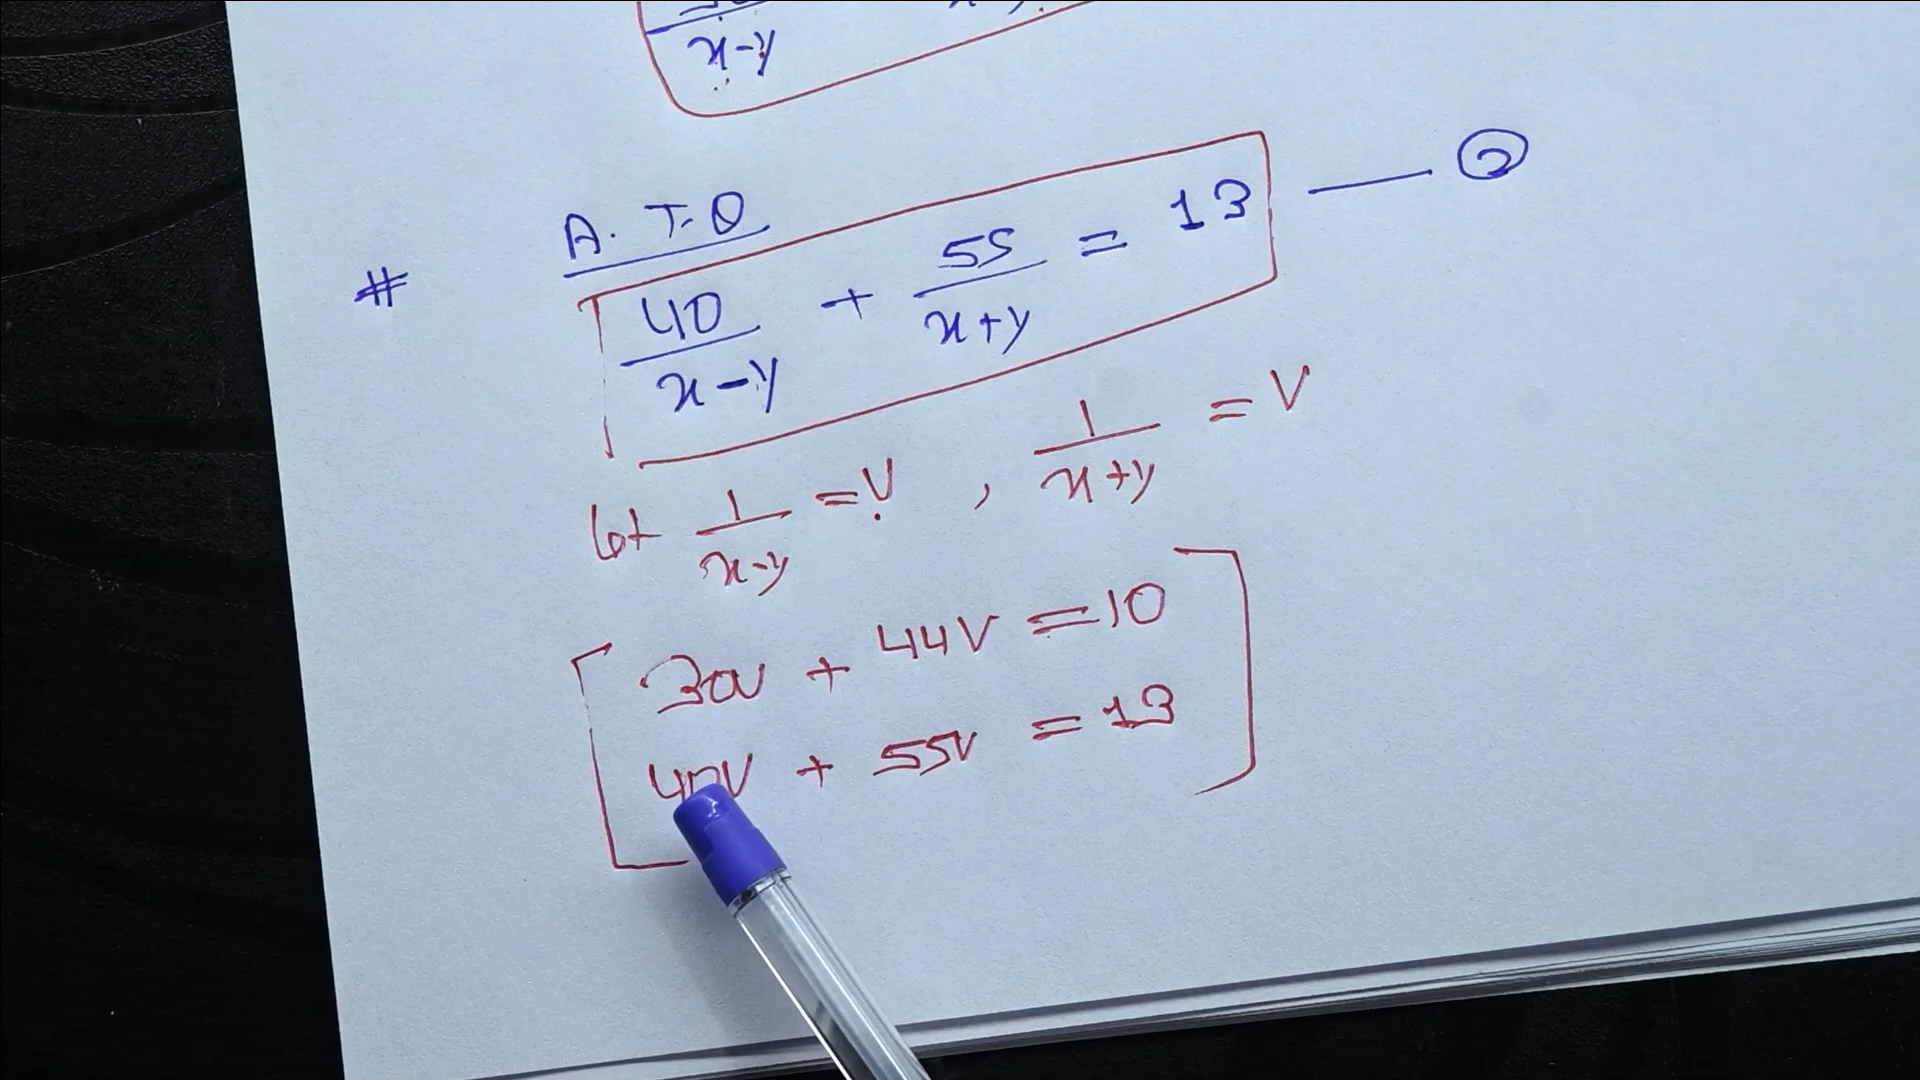 x-y
A. T. Q
# 40/x-y + 55/x+y = 13 — ②
let 1/x-y = U, 1/x+y = V
30U + 44V = 10
40U + 55V = 13